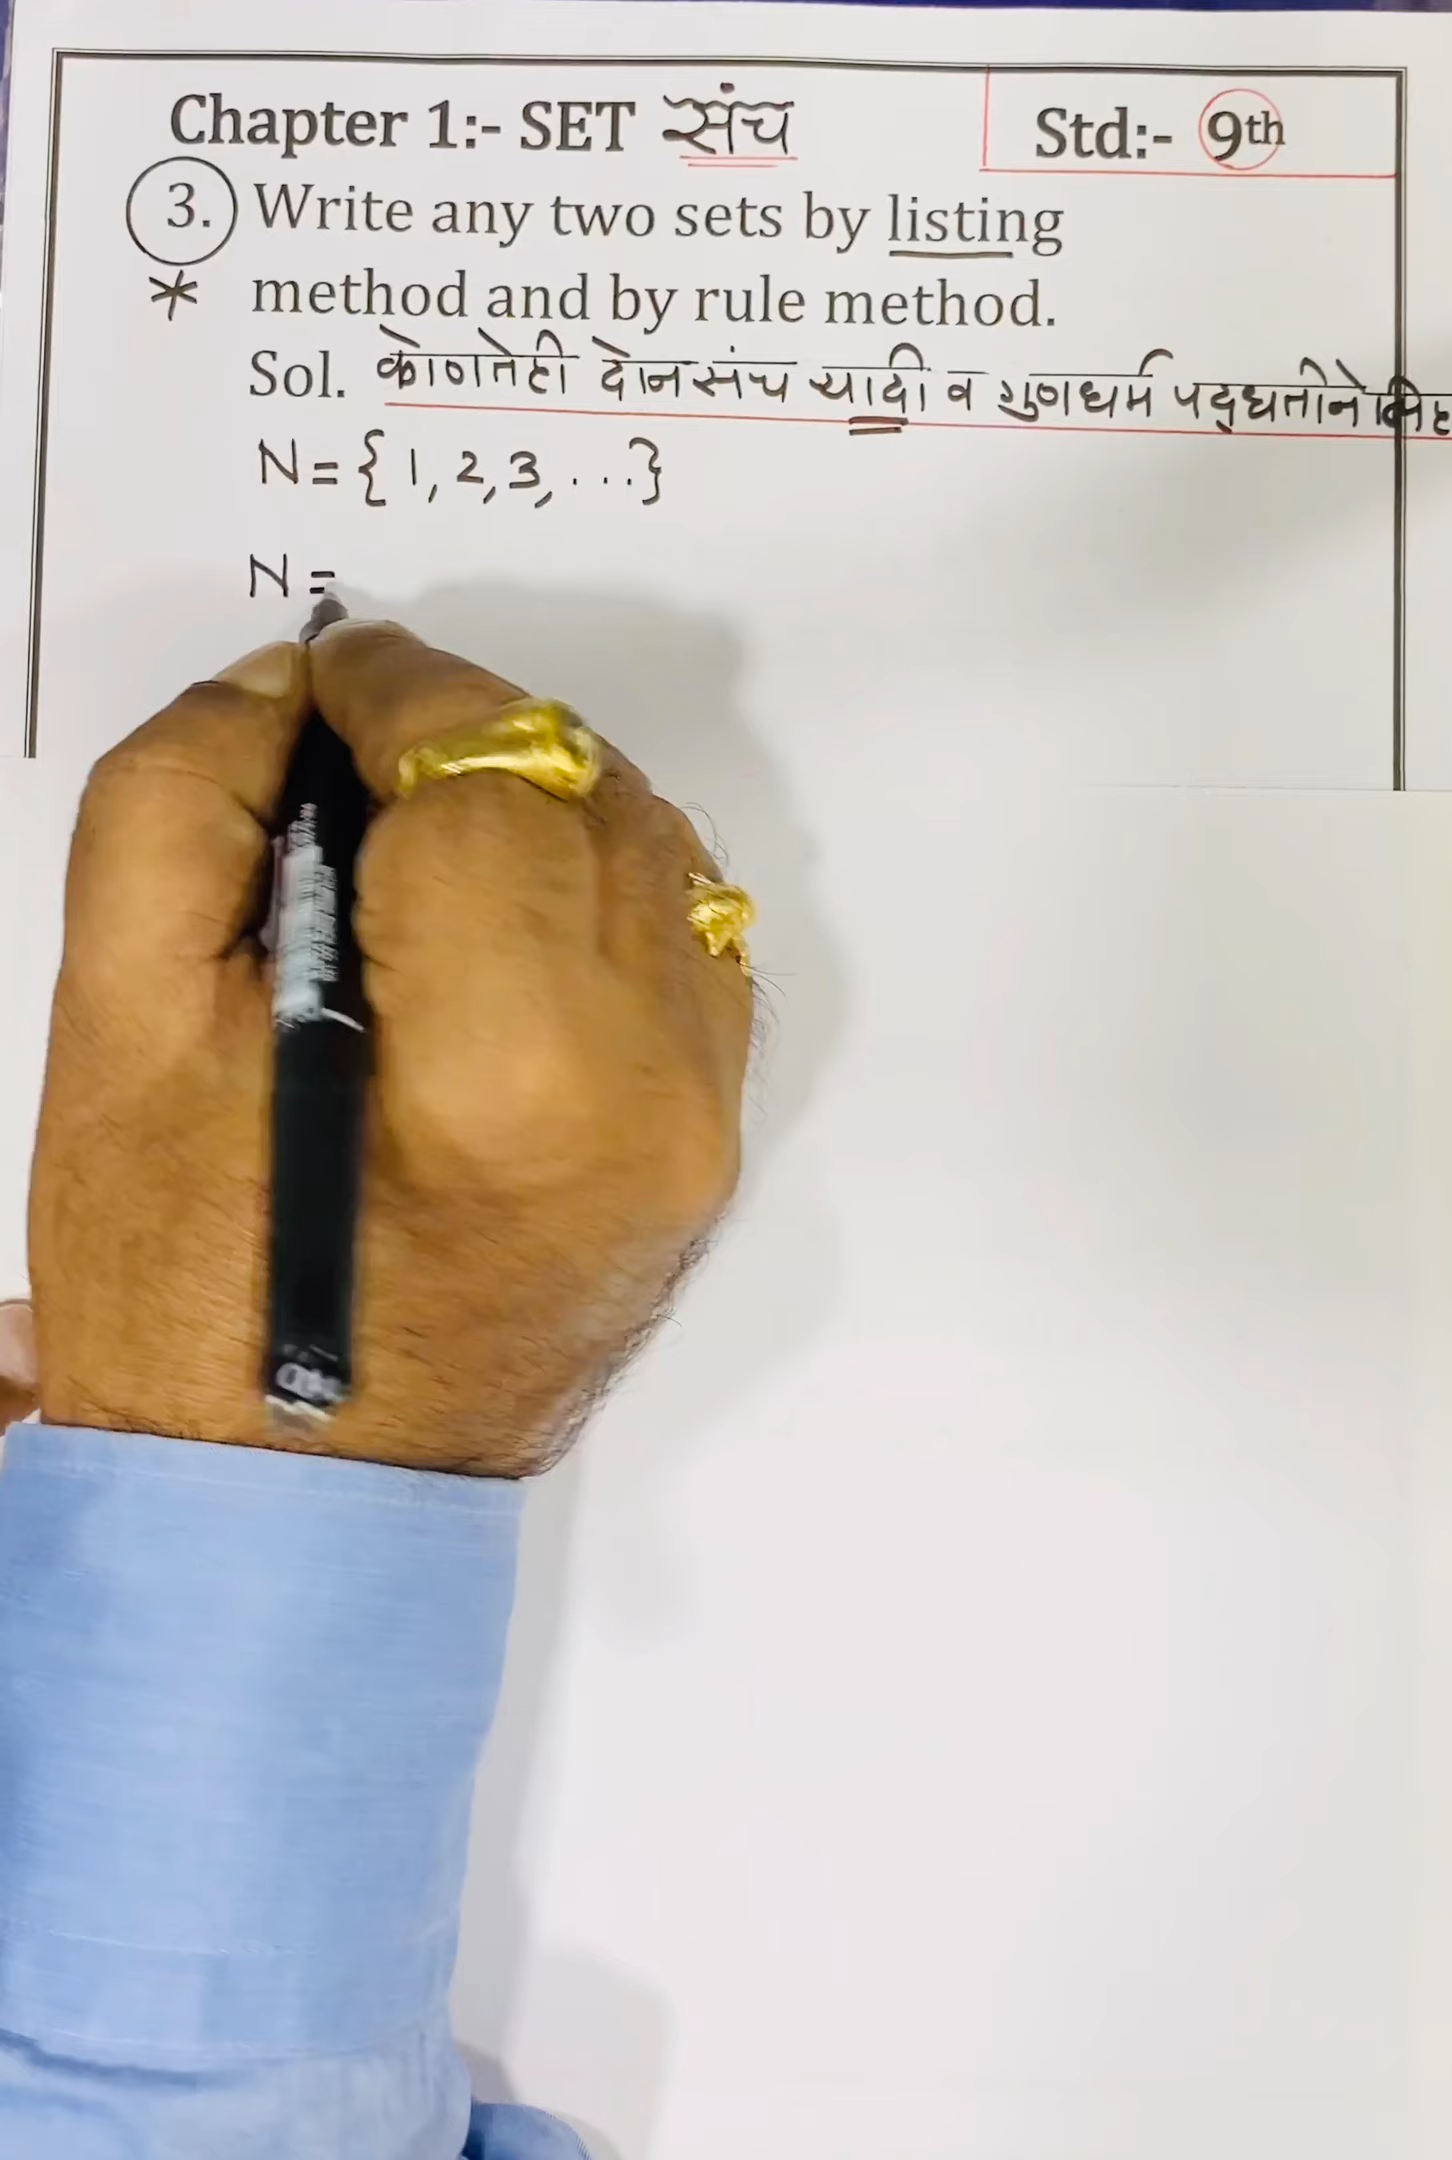 Chapter 1:- SET संच
Std:- 9th
3. Write any two sets by listing
* method and by rule method.
Sol. कोणतेही दोन संच यादी व गुणधर्म पद्धतीने
N = { 1, 2, 3, ...}
N =